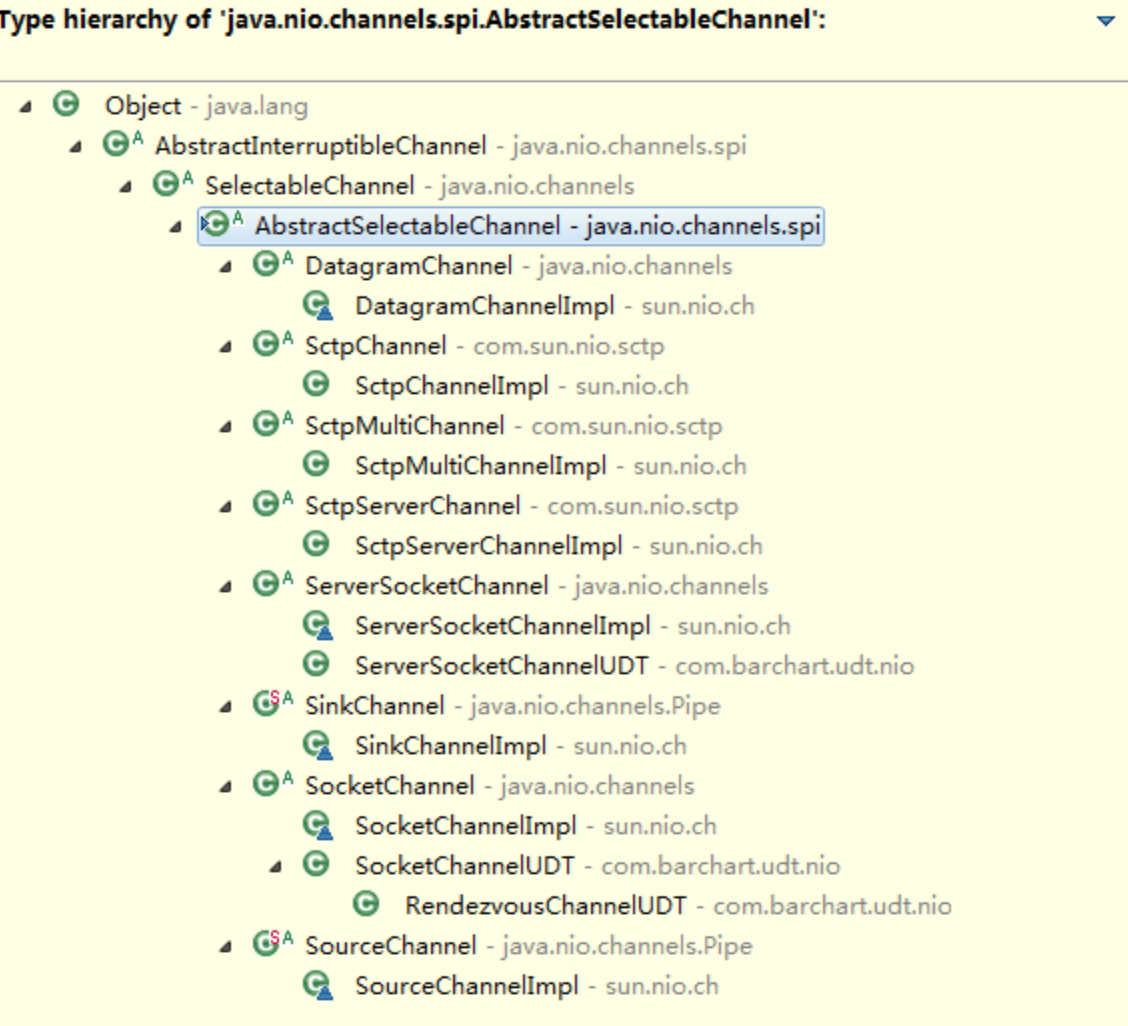 Type hierarchy of 'java.nio.channels.spi.AbstractSelectableChannel':
Object - java.lang
A AbstractInterruptibleChannel - java.nio.channels.spi
A SelectableChannel - java.nio.channels
A AbstractSelectableChannel - java.nio.channels.spi
A DatagramChannel - java.nio.channels
DatagramChannelImpl - sun.nio.ch
A SctpChannel - com.sun.nio.sctp
SctpChannelImpl - sun.nio.ch
A SctpMultiChannel - com.sun.nio.sctp
SctpMultiChannelImpl - sun.nio.ch
A SctpServerChannel - com.sun.nio.sctp
SctpServerChannelImpl - sun.nio.ch
A ServerSocketChannel - java.nio.channels
ServerSocketChannelImpl - sun.nio.ch
ServerSocketChannelUDT - com.barchart.udt.nio
S A SinkChannel - java.nio.channels.Pipe
SinkChannelImpl - sun.nio.ch
A SocketChannel - java.nio.channels
SocketChannelImpl - sun.nio.ch
SocketChannelUDT - com.barchart.udt.nio
RendezvousChannelUDT - com.barchart.udt.nio
S A SourceChannel - java.nio.channels.Pipe
SourceChannelImpl - sun.nio.ch